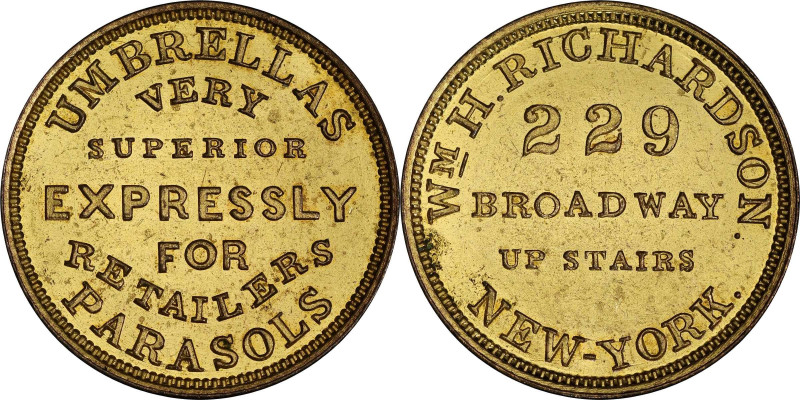 UMBRELLAS
VERY
SUPERIOR
EXPRESSLY
FOR
RETAILERS
PARASOLS
Wm H. RICHARDSON.
229
BROADWAY
UP STAIRS
NEW-YORK.